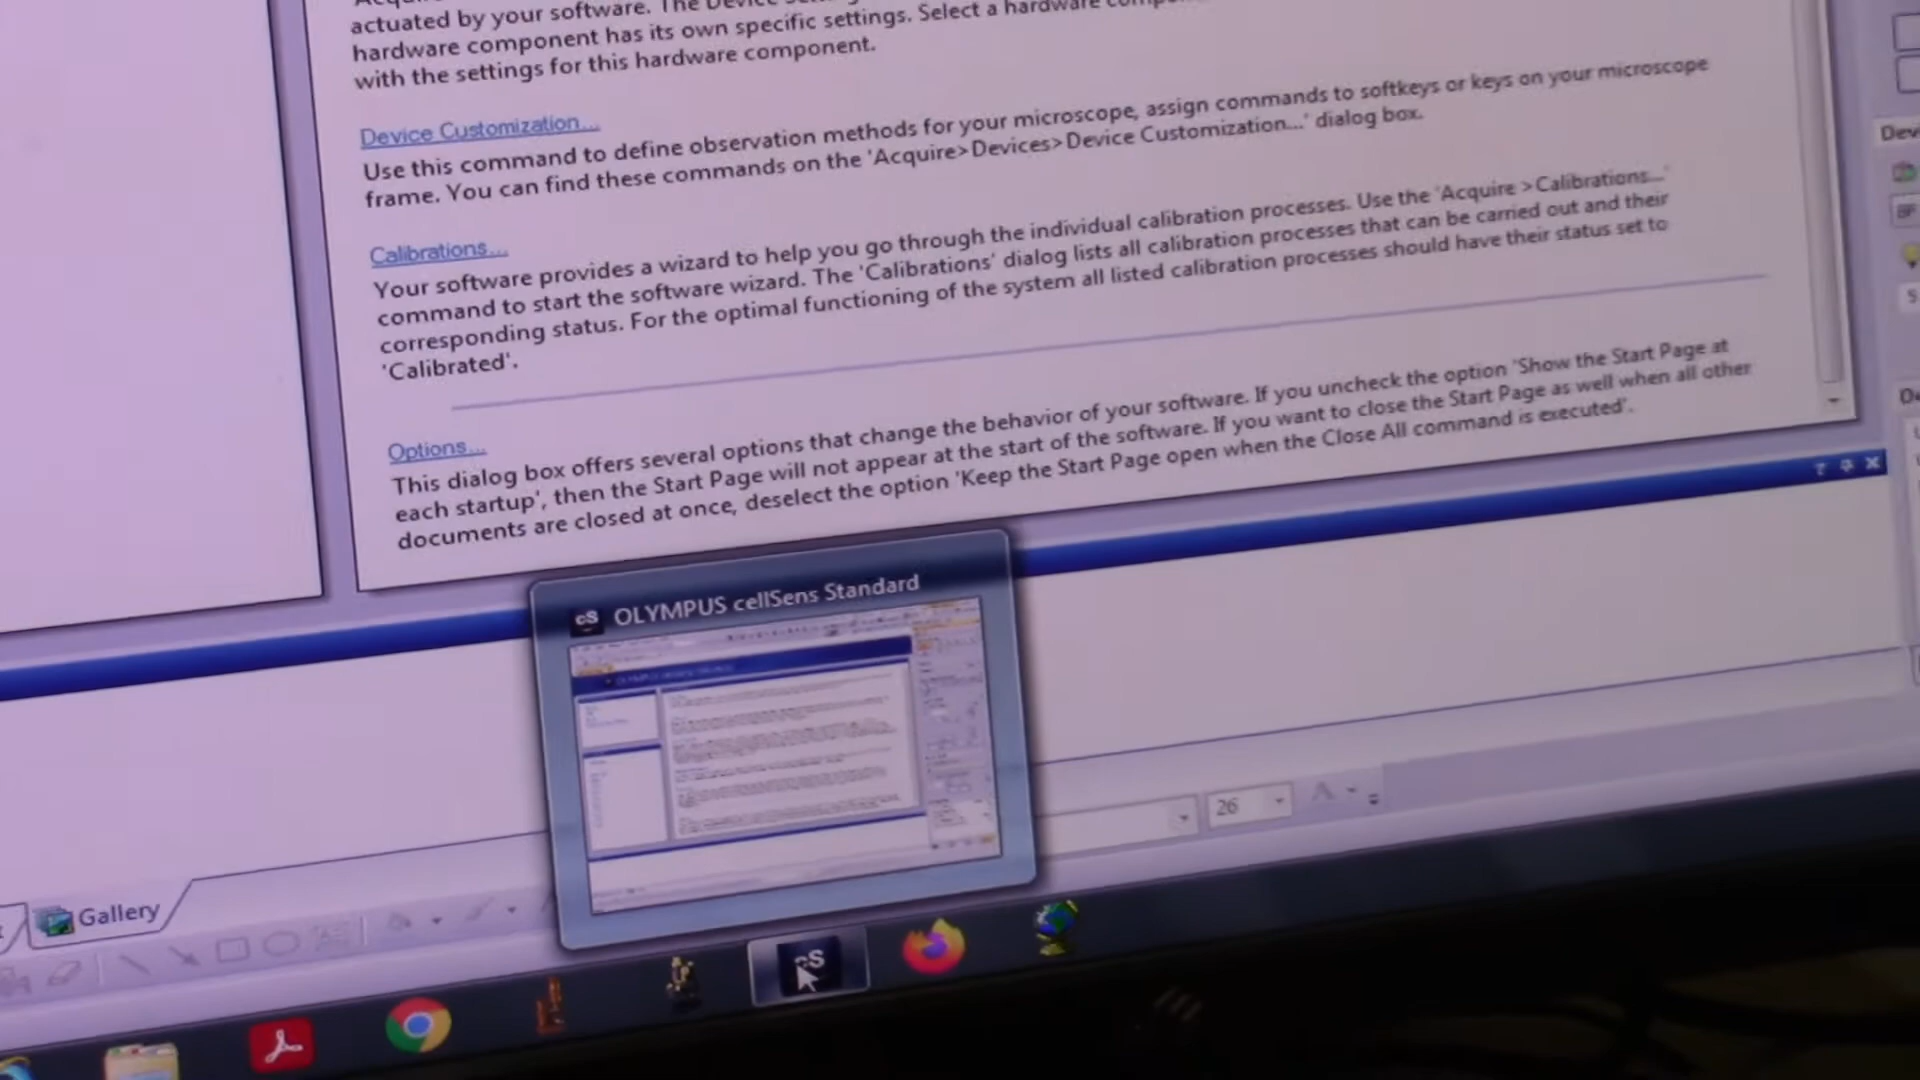 actuated by your software. The
hardware component has its own specific settings. Select a hardware
with the settings for this hardware component.
Device Customization...
Use this command to define observation methods for your microscope, assign commands to softkeys or keys on your microscope
frame. You can find these commands on the 'Acquire>Devices>Device Customization...' dialog box.
Calibrations...
Your software provides a wizard to help you go through the individual calibration processes. Use the 'Acquire >Calibrations...'
command to start the software wizard. The 'Calibrations' dialog lists all calibration processes that can be carried out and their
corresponding status. For the optimal functioning of the system all listed calibration processes should have their status set to
'Calibrated'.
Options...
This dialog box offers several options that change the behavior of your software. If you uncheck the option 'Show the Start Page at
each startup', then the Start Page will not appear at the start of the software. If you want to close the Start Page as well when all other
documents are closed at once, deselect the option 'Keep the Start Page open when the Close All command is executed'.
cS OLYMPUS cellSens Standard
26
Gallery
cS